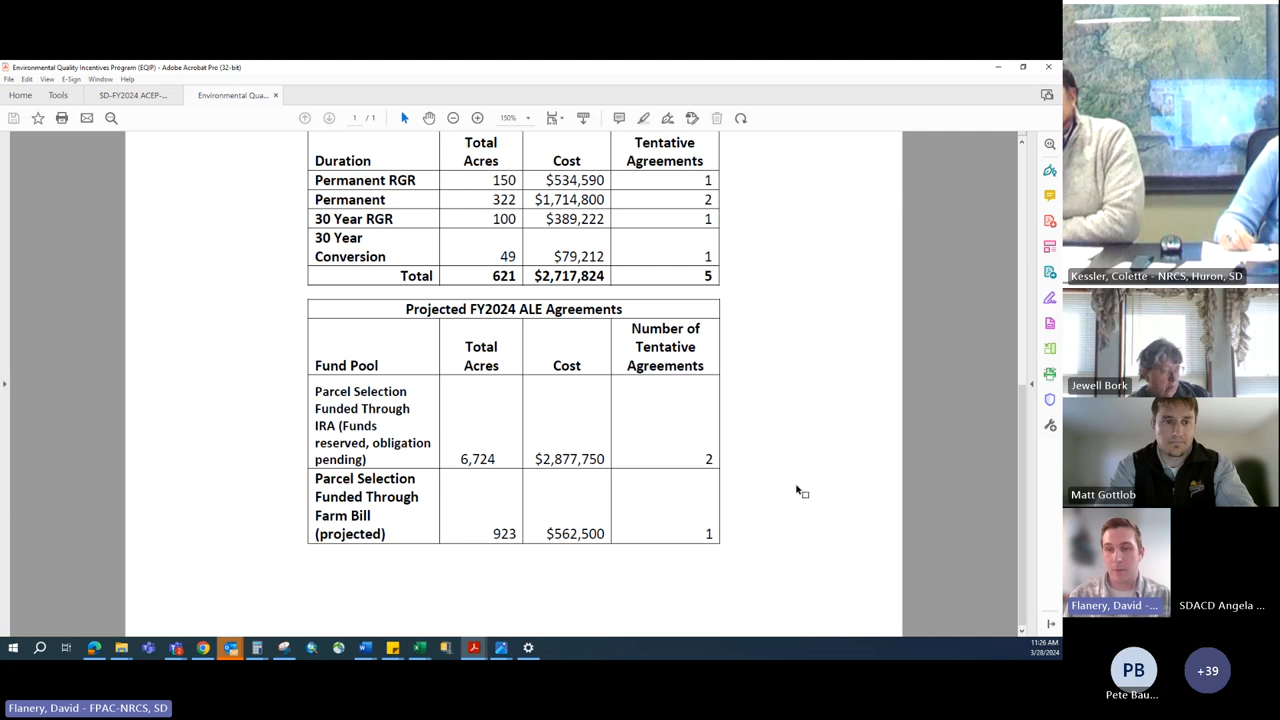 Environmental Quality Incentives Program (EQIP) - Adobe Acrobat Pro (32-bit)
File Edit View E-Sign Window Help
Home Tools SD-FY2024 ACEP-... Environmental Qua... ×
1 / 1 150%
Duration Total Acres Cost Tentative Agreements
Permanent RGR 150 $534,590 1
Permanent 322 $1,714,800 2
30 Year RGR 100 $389,222 1
30 Year
Conversion 49 $79,212 1
Total 621 $2,717,824 5
Projected FY2024 ALE Agreements
Fund Pool Total Acres Cost Number of Tentative Agreements
Parcel Selection
Funded Through
IRA (Funds
reserved, obligation
pending) 6,724 $2,877,750 2
Parcel Selection
Funded Through
Farm Bill
(projected) 923 $562,500 1
11:26 AM
3/28/2024
Kessler, Colette - NRCS, Huron, SD
Jewell Bork
Matt Gottlob
Flanery, David -...
SDACD Angela ...
PB
Pete Bau...
+39
Flanery, David - FPAC-NRCS, SD